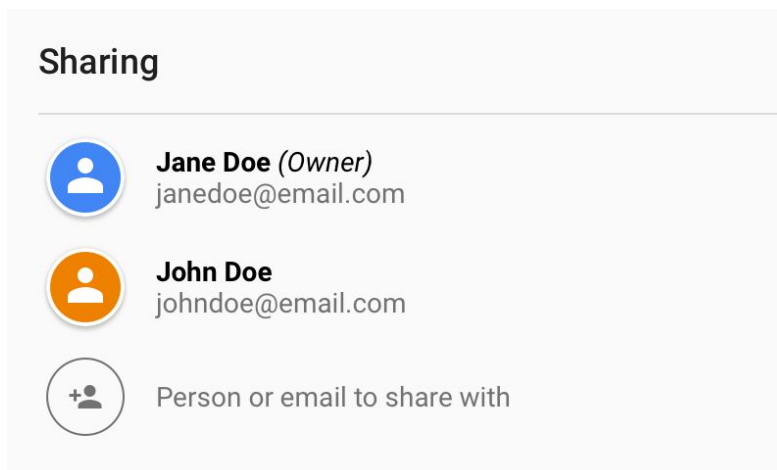 Sharing
Jane Doe (Owner)
janedoe@email.com
John Doe
johndoe@email.com
Person or email to share with